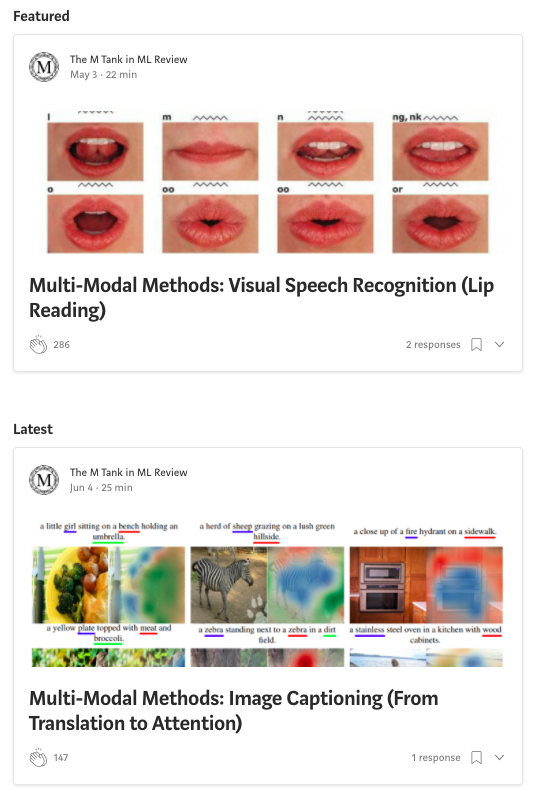 Featured
The M Tank in ML Review
May 3 · 22 min
l
m
n
ng, nk
o
oo
oo
or
Multi-Modal Methods: Visual Speech Recognition (Lip
Reading)
286
2 responses
Latest
M
The M Tank in ML Review
Jun 4 · 25 min
a little girl sitting on a bench holding an
umbrella.
a herd of sheep grazing on a lush green
hillside.
a close up of a fire hydrant on a sidewalk.
a yellow plate topped with meat and
broccoli.
a zebra standing next to a zebra in a dirt
field.
a stainless steel oven in a kitchen with wood
cabinets.
Multi-Modal Methods: Image Captioning (From
Translation to Attention)
147
1 response